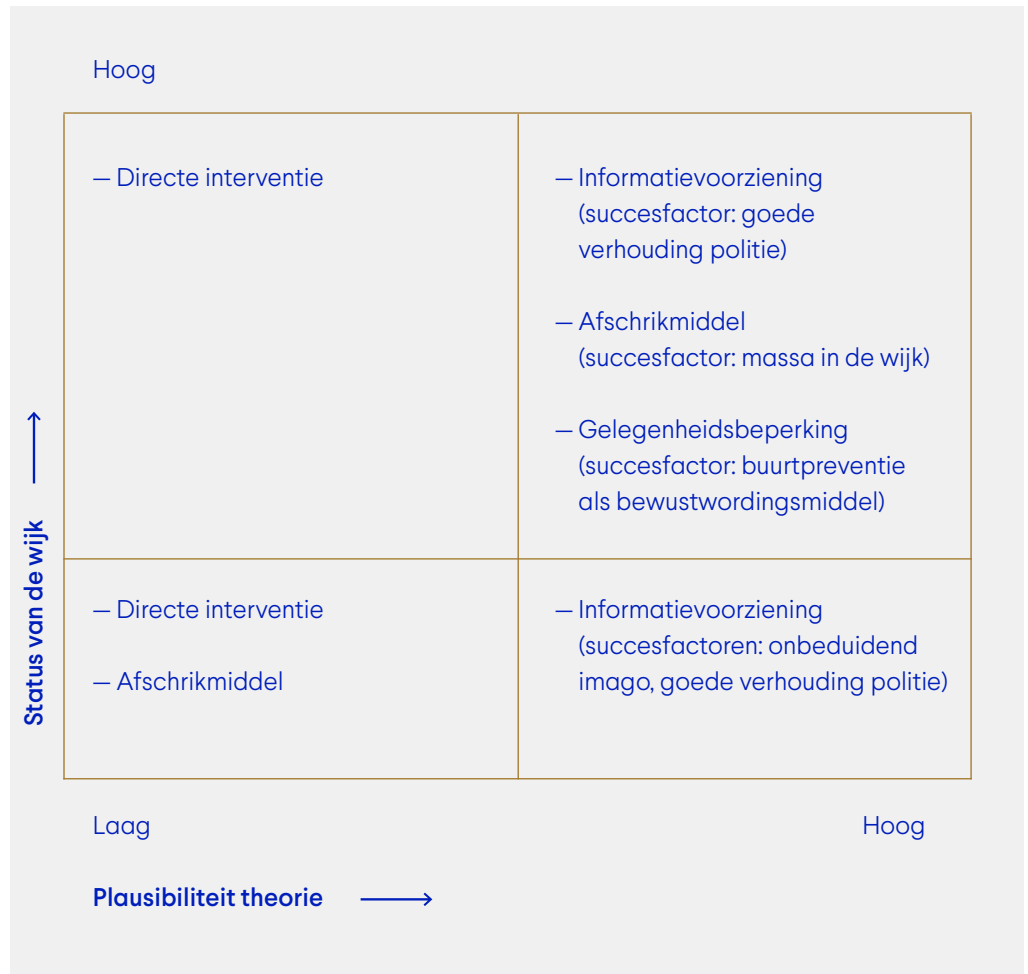 Hoog
— Directe interventie
— Informatievoorziening
(succesfactor: goede
verhouding politie)
— Afschrikmiddel
(succesfactor: massa in de wijk)
— Gelegenheidsbeperking
(succesfactor: buurtpreventie
als bewustwordingsmiddel)
Status van de wijk
— Directe interventie
— Afschrikmiddel
— Informatievoorziening
(succesfactoren: onbeduidend
imago, goede verhouding politie)
Laag
Hoog
Plausibiliteit theorie